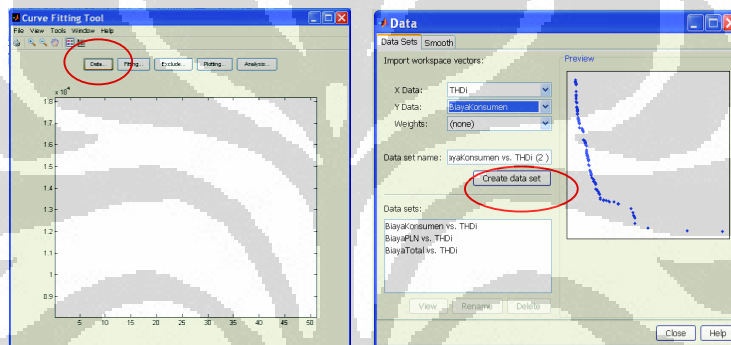 Curve Fitting Tool
File View Tools Window Help
Data... Fitting... Exclude... Plotting... Analysis...
x 10^4
1.8
1.7
1.6
1.5
1.4
1.3
1.2
1.1
1
0.9
5 10 15 20 25 30 35 40 45 50
Data
Data Sets Smooth
Import workspace vectors:
Preview
X Data: THDi
Y Data: BiayaKonsumen
Weights: (none)
Data set name: ayaKonsumen vs. THDi (2)
Create data set
Data sets:
BiayaKonsumen vs. THDi
BiayaPLN vs. THDi
BiayaTotal vs. THDi
View Rename Delete
Close Help